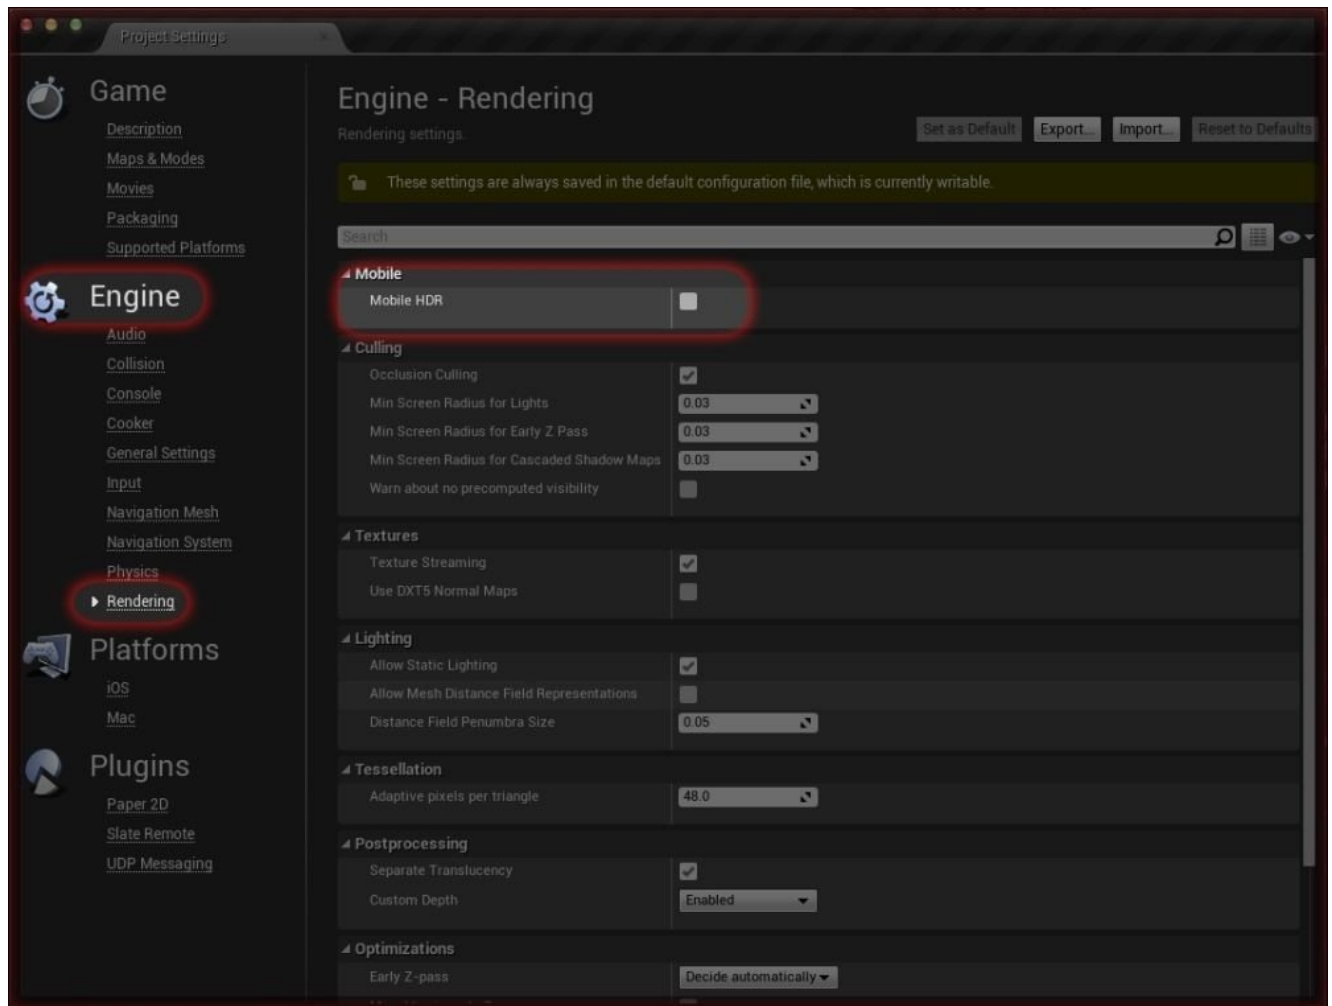 Project Settings
Game
Description
Maps & Modes
Movies
Packaging
Supported Platforms
Engine
Audio
Collision
Console
Cooker
General Settings
Input
Navigation Mesh
Navigation System
Physics
Rendering
Platforms
iOS
Mac
Plugins
Paper 2D
Slate Remote
UDP Messaging
Engine - Rendering
Rendering settings.
Set as Default Export... Import... Reset to Defaults
These settings are always saved in the default configuration file, which is currently writable.
Search
Mobile
Mobile HDR
Culling
Occlusion Culling
Min Screen Radius for Lights 0.03
Min Screen Radius for Early Z Pass 0.03
Min Screen Radius for Cascaded Shadow Maps 0.03
Warn about no precomputed visibility
Textures
Texture Streaming
Use DXT5 Normal Maps
Lighting
Allow Static Lighting
Allow Mesh Distance Field Representations
Distance Field Penumbra Size 0.05
Tessellation
Adaptive pixels per triangle 48.0
Postprocessing
Separate Translucency
Custom Depth Enabled
Optimizations
Early Z-pass Decide automatically